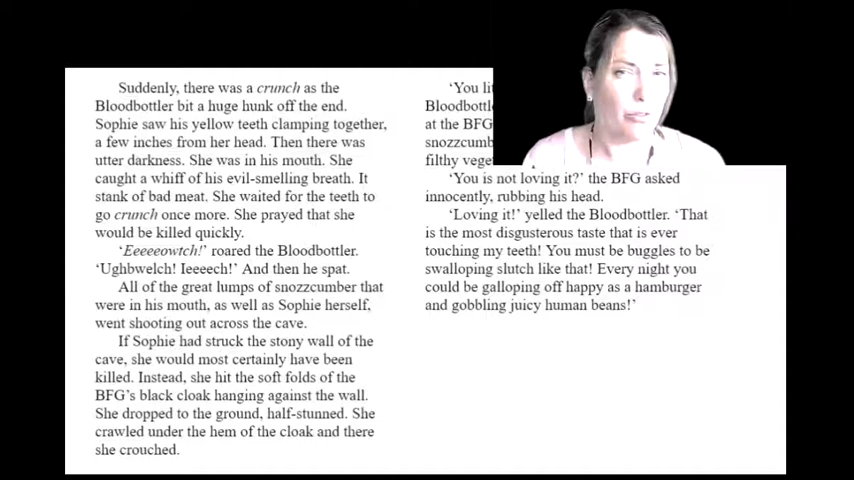 Suddenly, there was a crunch as the
Bloodbottler bit a huge hunk off the end.
Sophie saw his yellow teeth clamping together,
a few inches from her head. Then there was
utter darkness. She was in his mouth. She
caught a whiff of his evil-smelling breath. It
stank of bad meat. She waited for the teeth to
go crunch once more. She prayed that she
would be killed quickly.
‘Eeeeeowtch!’ roared the Bloodbottler.
‘Ughbwelch! Ieeeech!’ And then he spat.
All of the great lumps of snozzcumber that
were in his mouth, as well as Sophie herself,
went shooting out across the cave.
If Sophie had struck the stony wall of the
cave, she would most certainly have been
killed. Instead, she hit the soft folds of the
BFG’s black cloak hanging against the wall.
She dropped to the ground, half-stunned. She
crawled under the hem of the cloak and there
she crouched.
‘You
at the BFG
filthy
‘You is not loving it?’ the BFG asked
innocently, rubbing his head.
‘Loving it!’ yelled the Bloodbottler. ‘That
is the most disgusterous taste that is ever
touching my teeth! You must be buggles to be
swalloping slutch like that! Every night you
could be galloping off happy as a hamburger
and gobbling juicy human beans!’